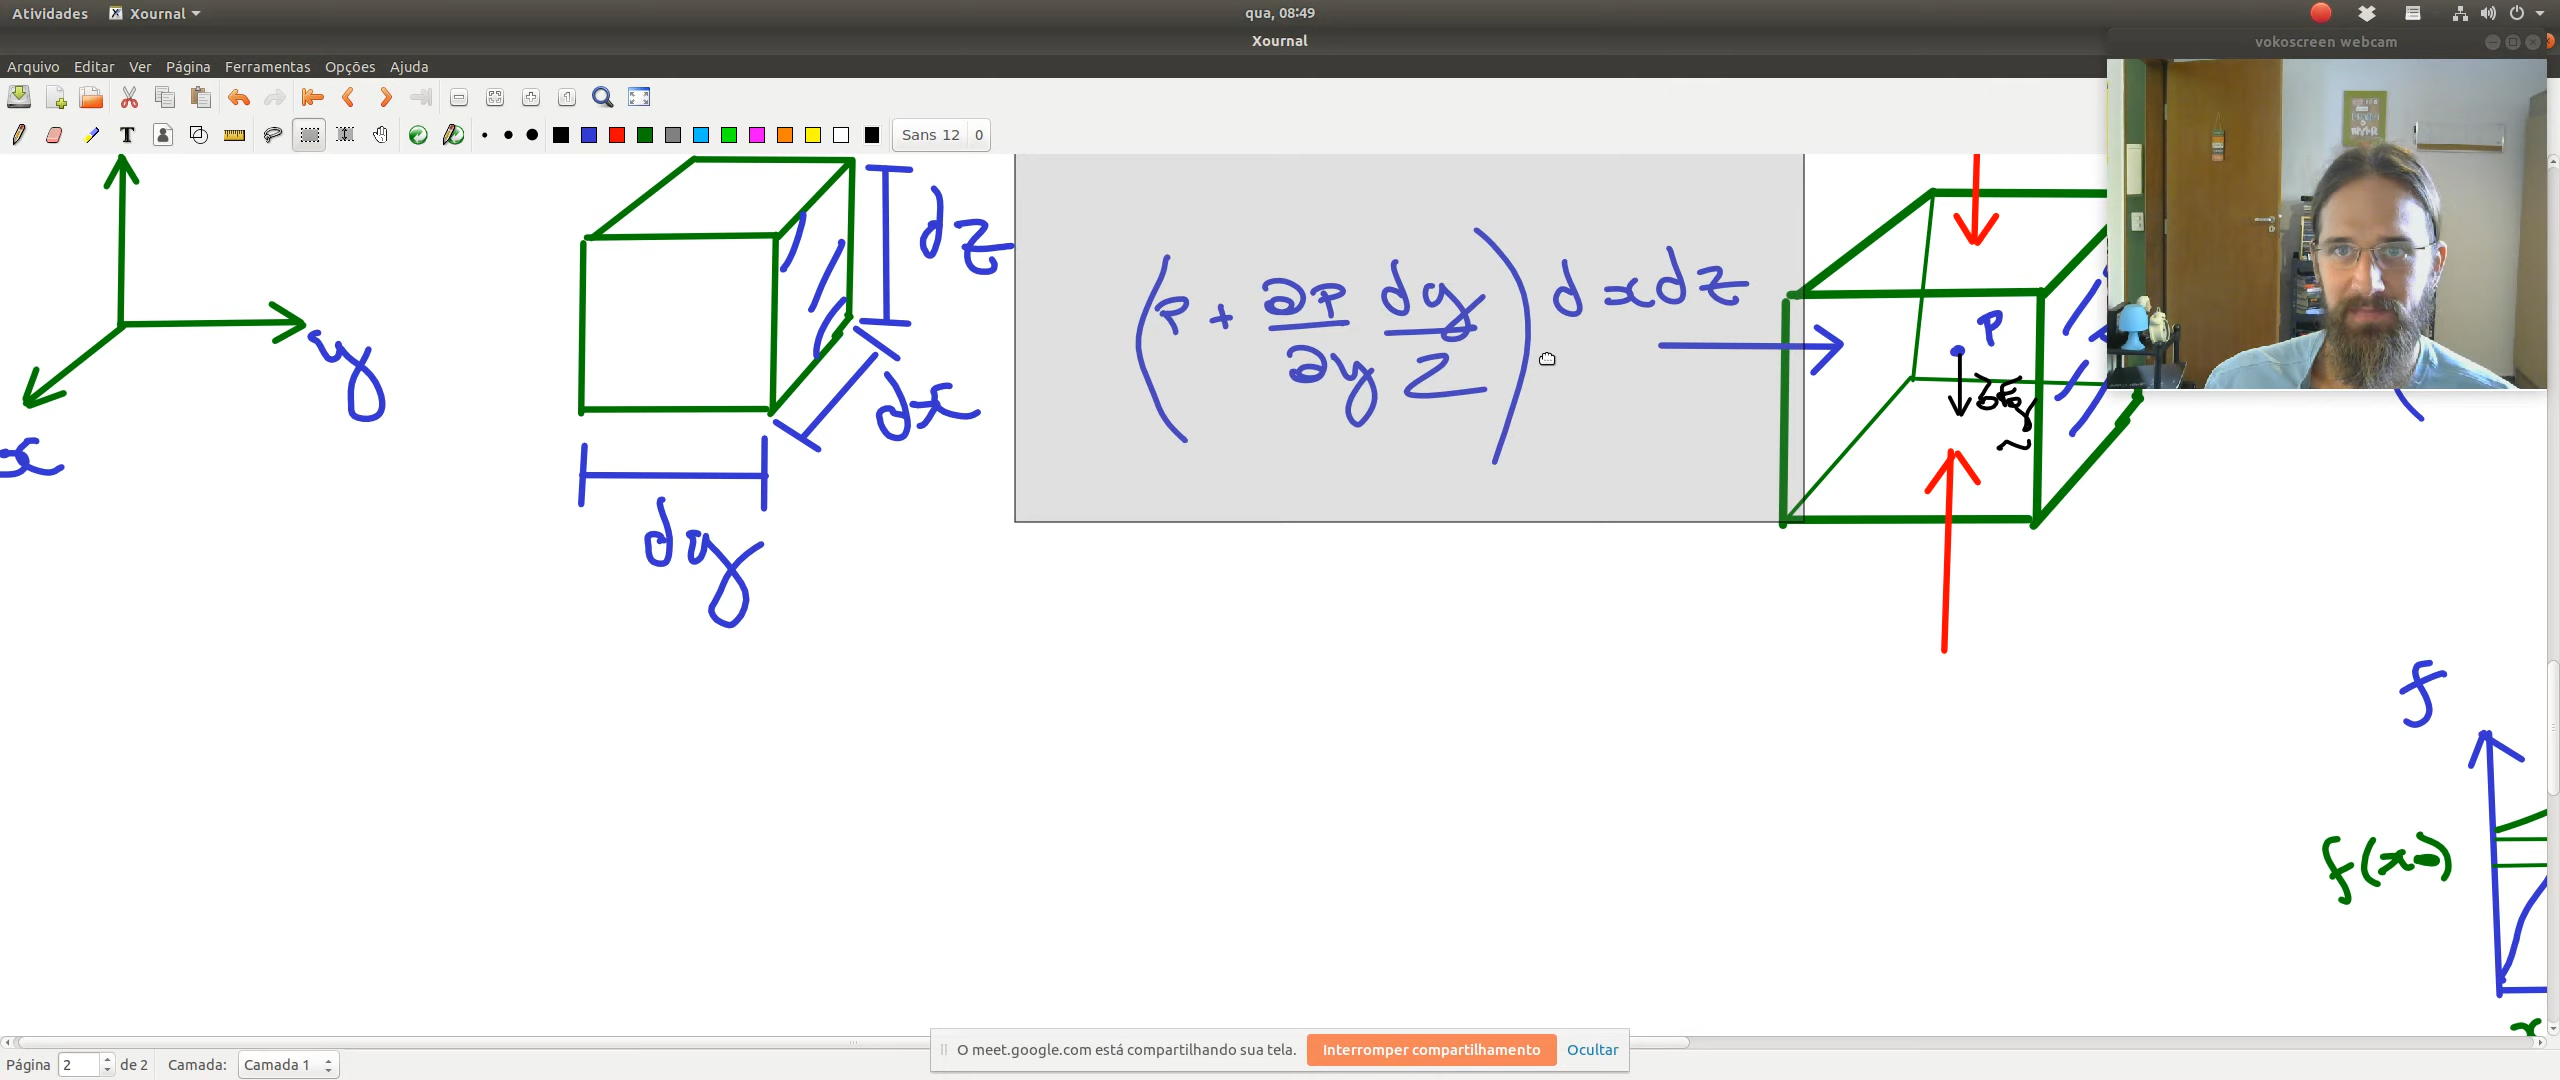 Atividades Xournal qua, 08:49
Xournal
vokoscreen webcam
Arquivo Editar Ver Página Ferramentas Opções Ajuda
Sans 12 0
dz
(P + ∂P/∂y dy/2) dxdz
P
y
dx
x
dy
f
f(x0)
O meet.google.com está compartilhando sua tela. Interromper compartilhamento Ocultar
Página 2 de 2 Camada: Camada 1